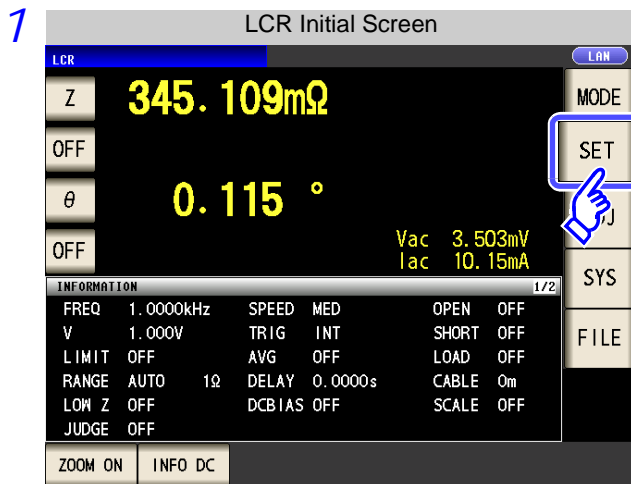 1
LCR Initial Screen
LCR
LAN
Z 345.109mΩ
MODE
OFF
SET
θ 0.115 °
OFF
Vac 3.503mV
Iac 10.15mA
SYS
INFORMATION 1/2
FREQ 1.0000kHz SPEED MED OPEN OFF
V 1.000V TRIG INT SHORT OFF
FILE
LIMIT OFF AVG OFF LOAD OFF
RANGE AUTO 1Ω DELAY 0.0000s CABLE 0m
LOW Z OFF DCBIAS OFF SCALE OFF
JUDGE OFF
ZOOM ON INFO DC